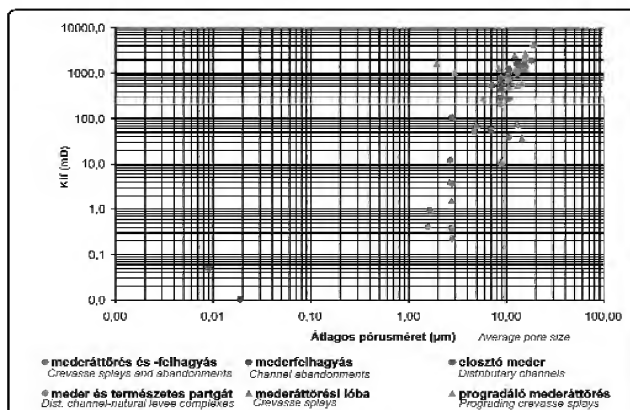 10000,0
1000,0
100,0
10,0
1,0
0,1
0,0
Klf (mD)
0,00 0,01 0,10 1,00 10,00 100,00
Átlagos pórusméret (µm) Average pore size
mederáttörés és -felhagyás mederfelhagyás elosztó meder
Crevasse splays and abandonments Channel abandonments Distributary channels
meder és természetes partgát mederáttörési lóba progradáló mederáttörés
Dist. channel-natural levee complexes Crevasse splays Prograding crevasse splays